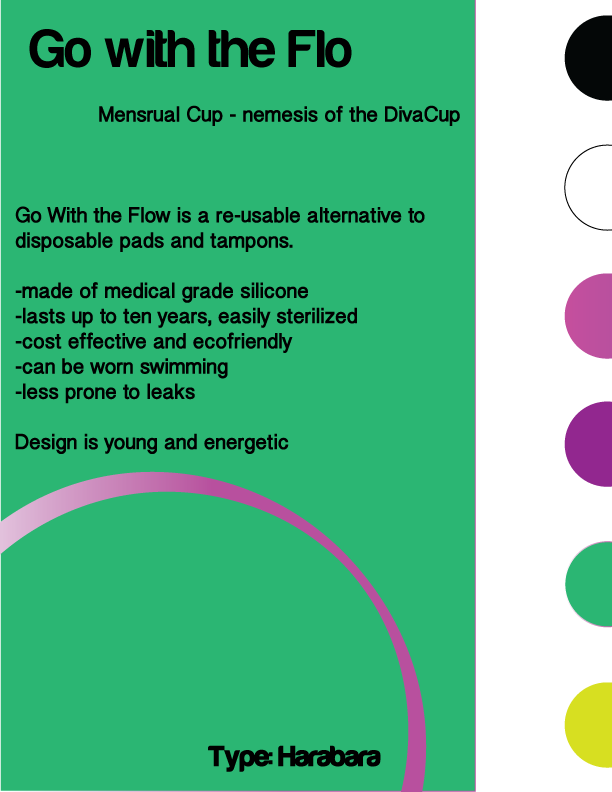 Go with the Flo
Mensrual Cup - nemesis of the DivaCup
Go With the Flow is a re-usable alternative to
disposable pads and tampons.
-made of medical grade silicone
-lasts up to ten years, easily sterilized
-cost effective and ecofriendly
-can be worn swimming
-less prone to leaks
Design is young and energetic
Type: Harabara